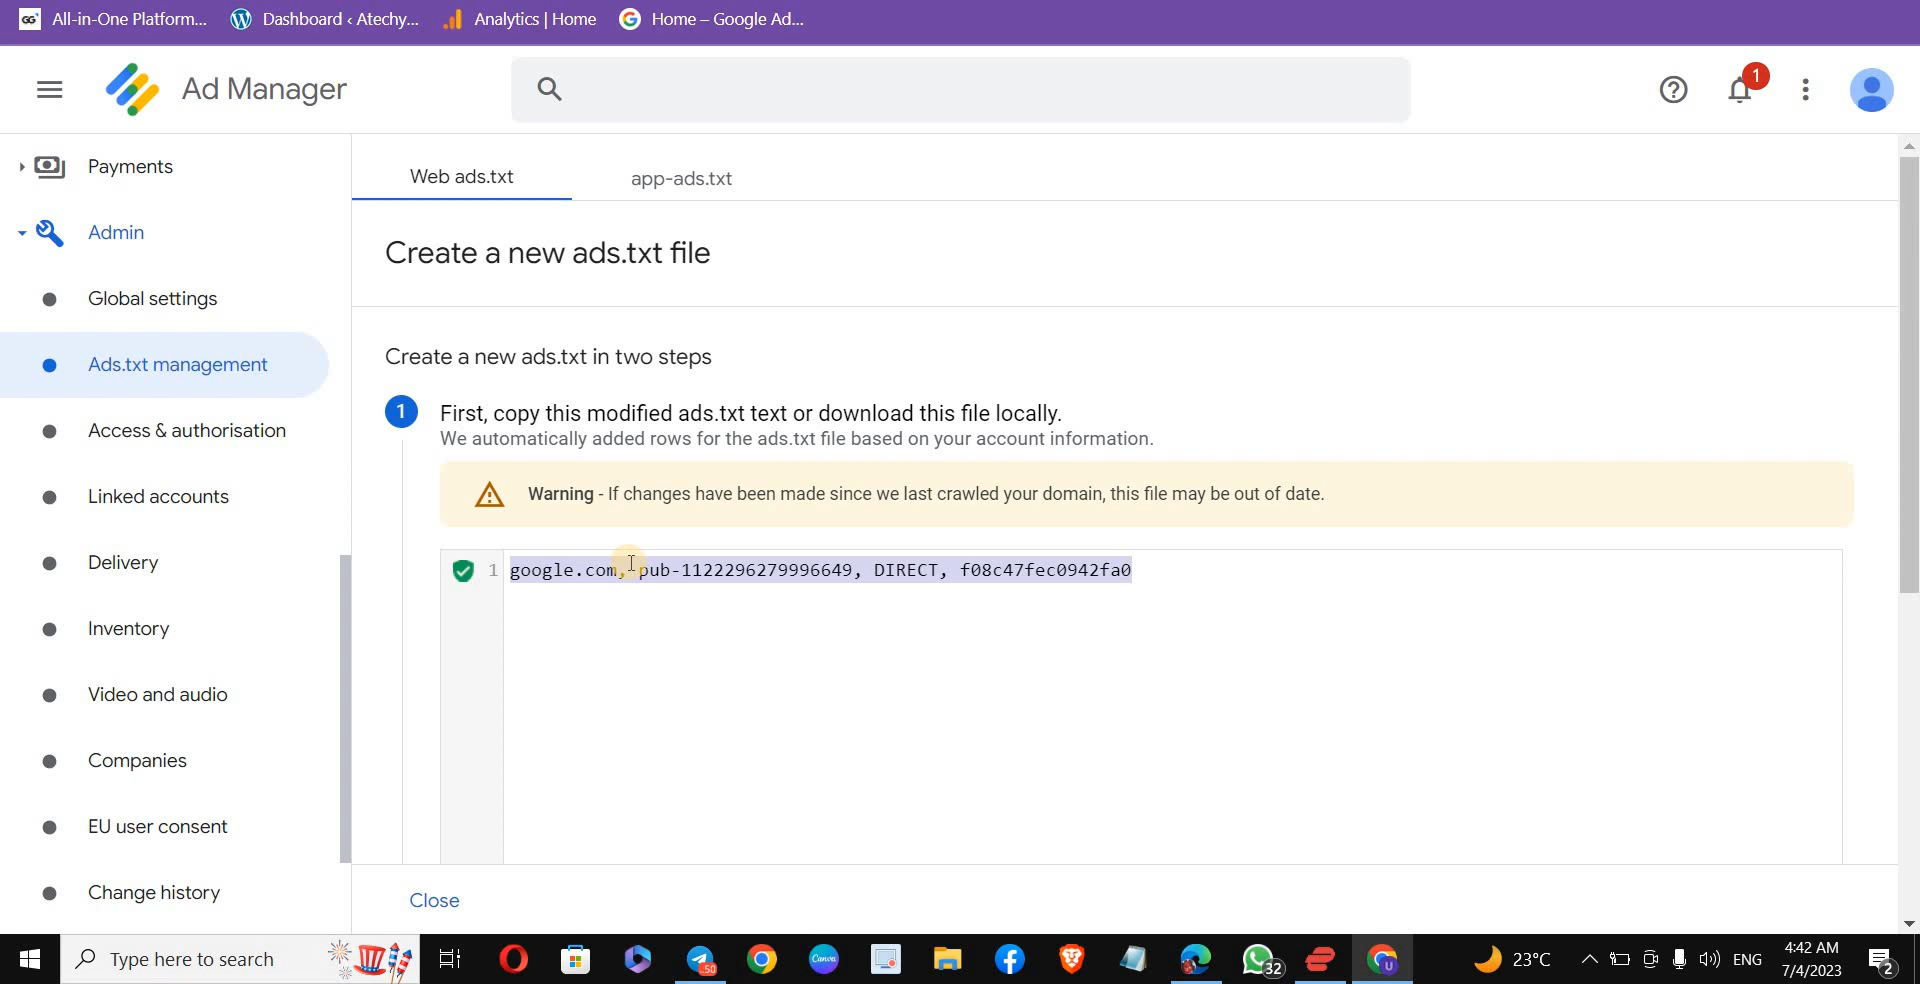 All-in-One Platform... Dashboard ‹ Atechy... Analytics | Home Home – Google Ad...
Ad Manager
1
Payments
Admin
Global settings
Ads.txt management
Access & authorisation
Linked accounts
Delivery
Inventory
Video and audio
Companies
EU user consent
Change history
Web ads.txt app-ads.txt
Create a new ads.txt file
Create a new ads.txt in two steps
1 First, copy this modified ads.txt text or download this file locally.
We automatically added rows for the ads.txt file based on your account information.
Warning - If changes have been made since we last crawled your domain, this file may be out of date.
1 google.com, pub-1122296279996649, DIRECT, f08c47fec0942fa0
Close
Type here to search
50
Canva
32
U
23°C
ENG
4:42 AM
7/4/2023
2